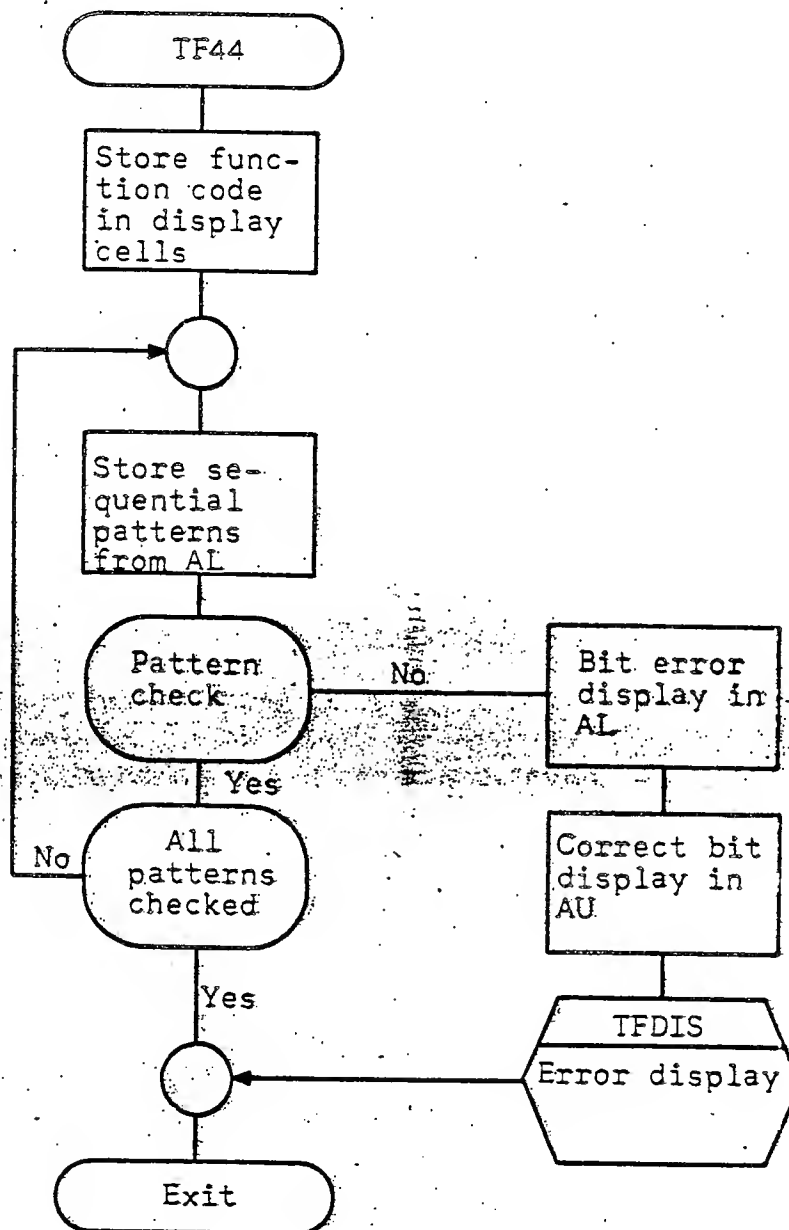 TF44
Store func-
tion code
in display
cells
Store se-
quential
patterns
from AL
Pattern
check
No
Bit error
display in
AL
Yes
All
patterns
checked
No
Correct bit
display in
AU
Yes
TFDIS
Error display
Exit